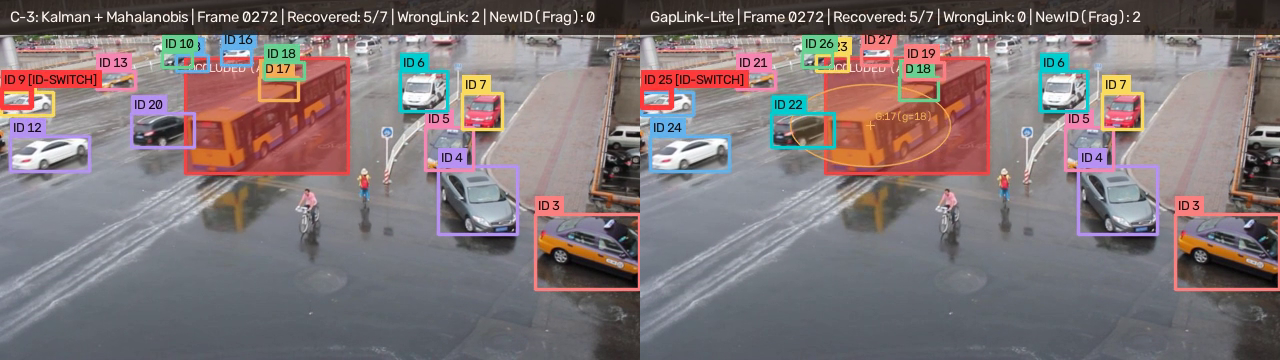 C-3: Kalman + Mahalanobis | Frame 0272 | Recovered: 5/7 | WrongLink: 2 | NewID(Frag): 0
GapLink-Lite | Frame 0272 | Recovered: 5/7 | WrongLink: 0 | NewID(Frag): 2
ID 10
ID 16
ID 18
D 17
ID 13
ID 9 [ID-SWITCH]
ID 20
ID 12
ID 6
ID 7
ID 5
ID 4
ID 3
ID 26
23
ID 27
ID 19
D 18
ID 21
ID 25 [ID-SWITCH]
ID 22
ID 24
G:17(g=18)
ID 6
ID 7
ID 5
ID 4
ID 3